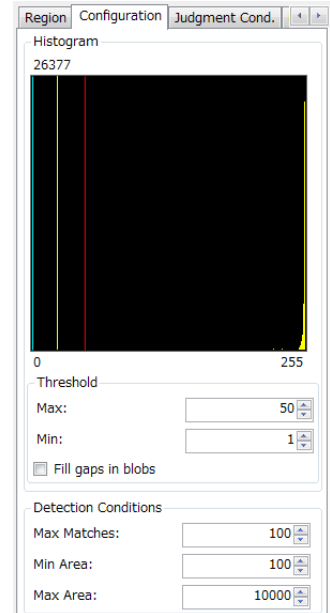 Region Configuration Judgment Cond.
Histogram
26377
0 255
Threshold
Max: 50
Min: 1
Fill gaps in blobs
Detection Conditions
Max Matches: 100
Min Area: 100
Max Area: 10000